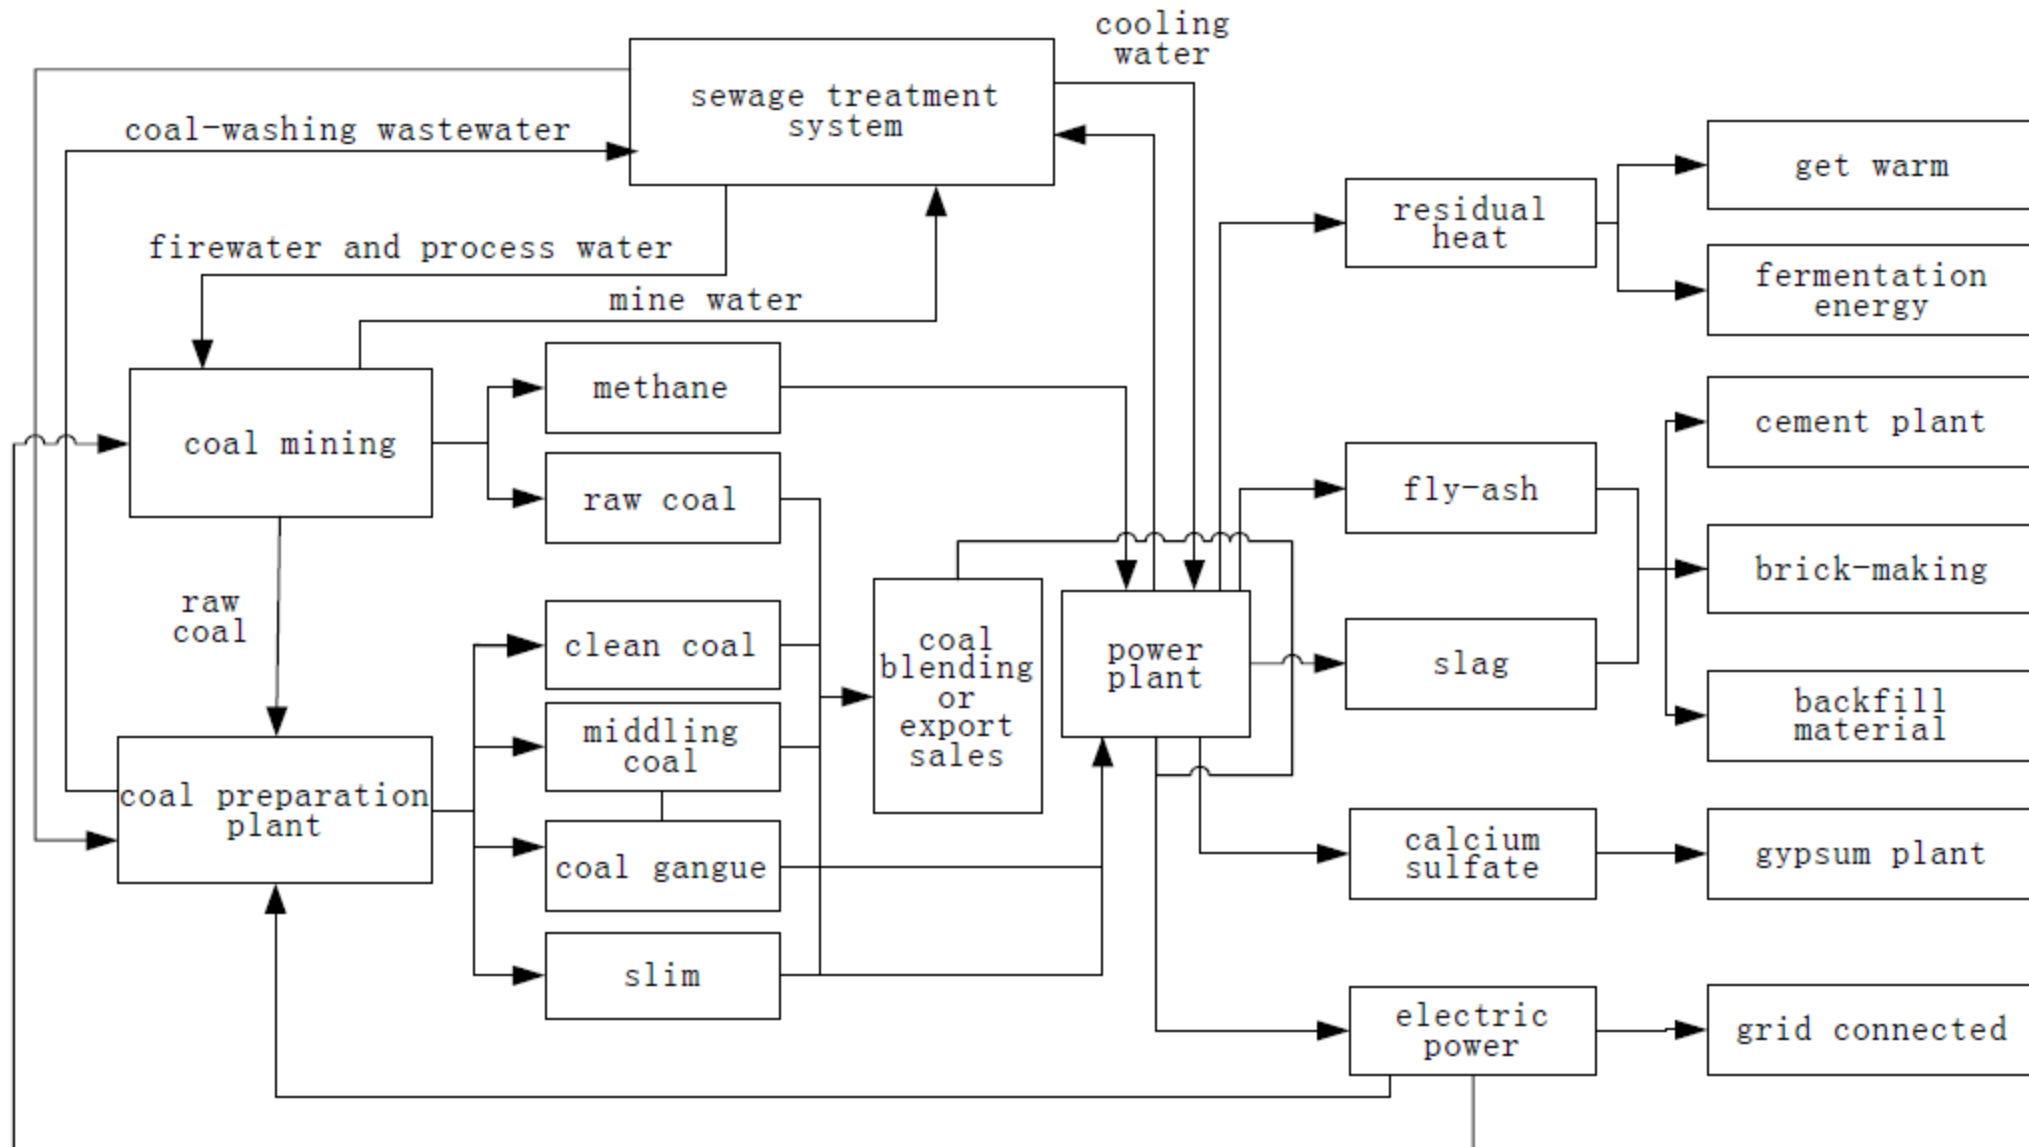 cooling
water
sewage treatment
system
coal-washing wastewater
get warm
residual
heat
firewater and process water
fermentation
energy
mine water
methane
cement plant
coal mining
raw coal
fly-ash
brick-making
raw
coal
clean coal
coal
blending
or
export
sales
power
plant
slag
middling
coal
backfill
material
coal preparation
plant
coal gangue
calcium
sulfate
gypsum plant
slim
electric
power
grid connected